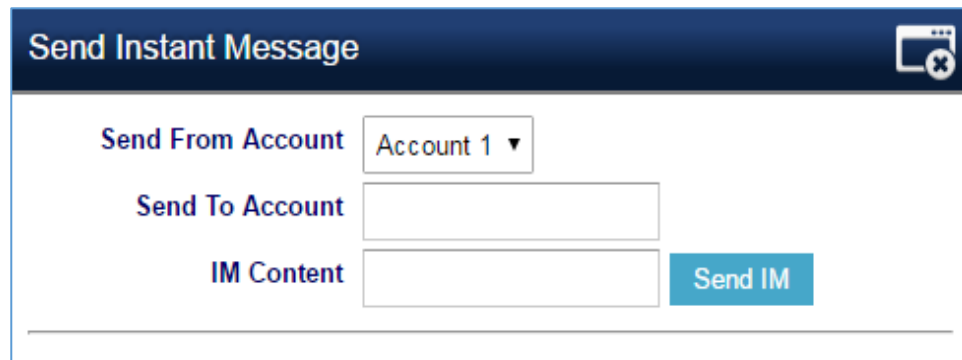 Send Instant Message
Send From Account Account 1
Send To Account
IM Content Send IM